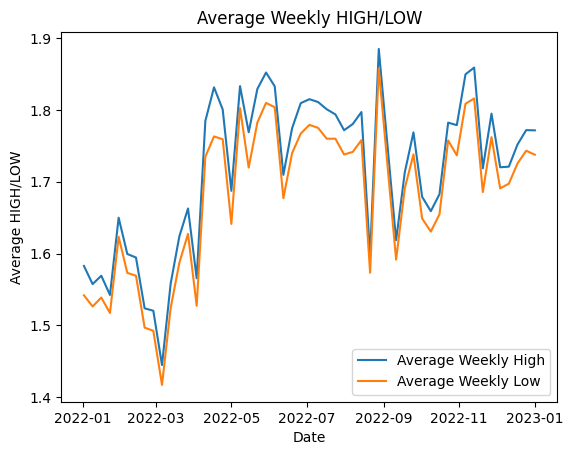 Average Weekly HIGH/LOW
Average HIGH/LOW
1.9
1.8
1.7
1.6
1.5
1.4
Average Weekly High
Average Weekly Low
2022-01 2022-03 2022-05 2022-07 2022-09 2022-11 2023-01
Date